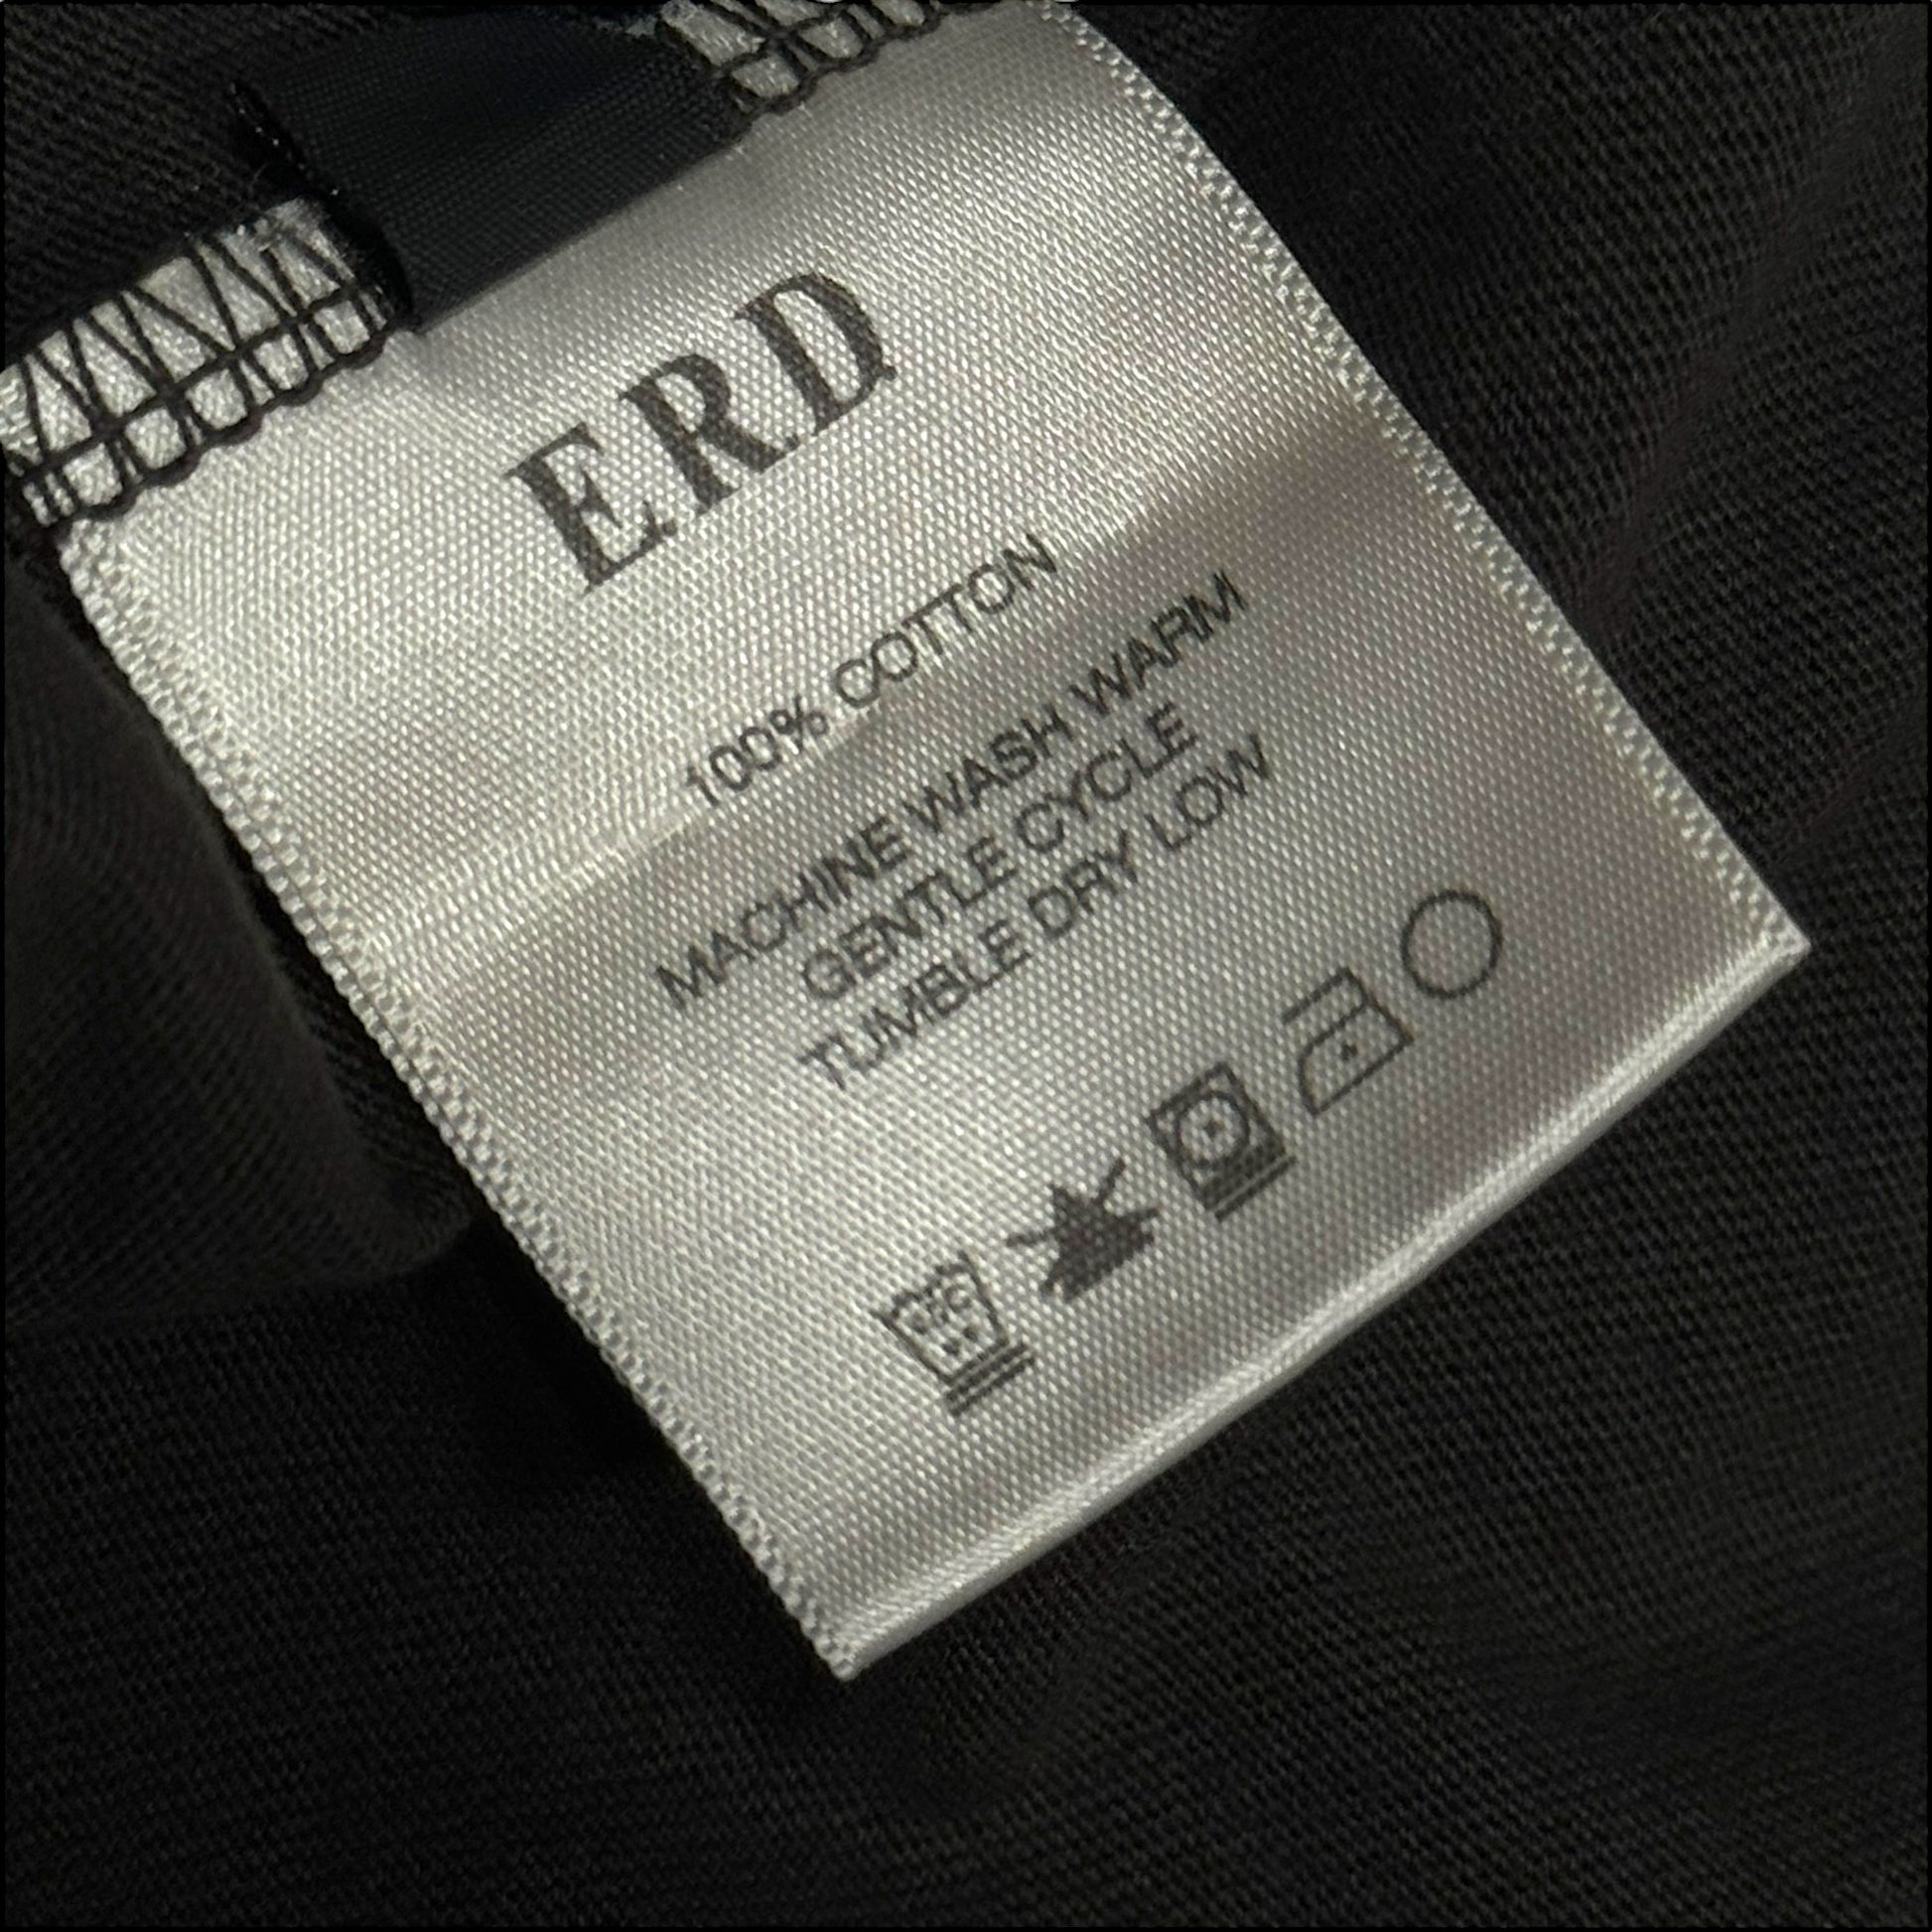 ERD
100% COTTON
MACHINE WASH WARM
GENTLE CYCLE
TUMBLE DRY LOW